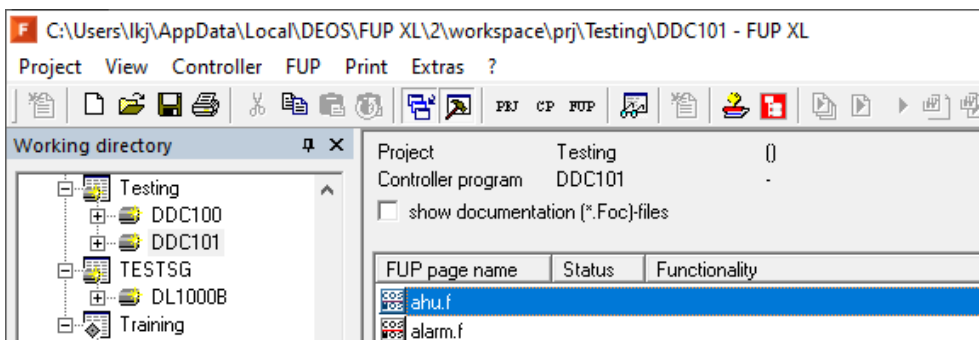 C:\Users\lkj\AppData\Local\DEOS\FUP XL\2\workspace\prj\Testing\DDC101 - FUP XL
Project View Controller FUP Print Extras ?
PRJ CP FUP
Working directory
Testing
DDC100
DDC101
TESTSG
DL1000B
Training
Project Testing ()
Controller program DDC101 -
show documentation (*.Foc)-files
FUP page name Status Functionality
ahu.f
alarm.f